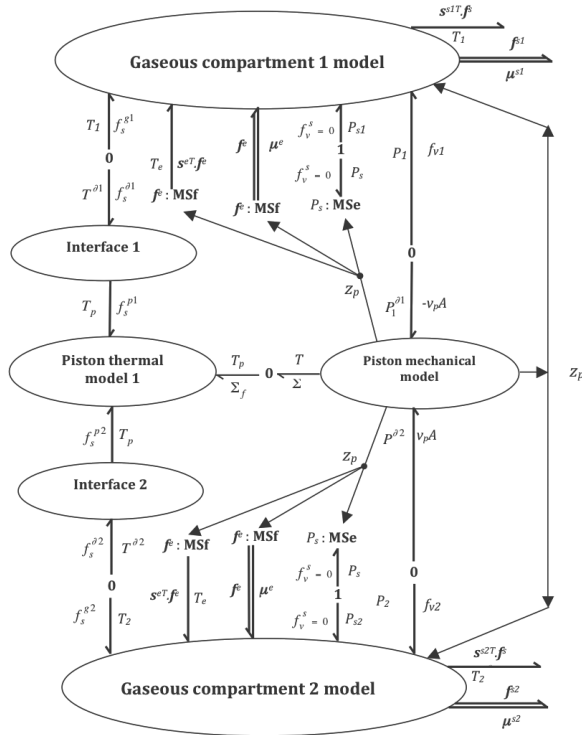 s^{s1T}.f^s
T_1
f^{s1}
μ^{s1}
Gaseous compartment 1 model
T_1 f_s^{g1}
0
T^{∂1} f_s^{∂1}
T_e s^{eT}.f^e
f^e : MSf
f^e μ^e
f^e : MSf
f_v^s = 0 P_{s1}
1
f_v^s = 0 P_s
P_s : MSe
P_1 f_{v1}
0
P_1^{∂1} -v_pA
z_p
Interface 1
T_p f_s^{p1}
Piston thermal
model 1
T_p
Σ_f
0
T
Σ
Piston mechanical
model
z_p
f_s^{p2} T_p
Interface 2
f_s^{∂2} T^{∂2}
0
f_s^{g2} T_2
P^{∂2} v_pA
z_p
f^e : MSf
f^e : MSf
P_s : MSe
s^{eT}.f^e T_e
f^e μ^e
f_v^s = 0 P_s
1
f_v^s = 0 P_{s2}
0
P_2 f_{v2}
Gaseous compartment 2 model
s^{s2T}.f^s
T_2
f^{s2}
μ^{s2}